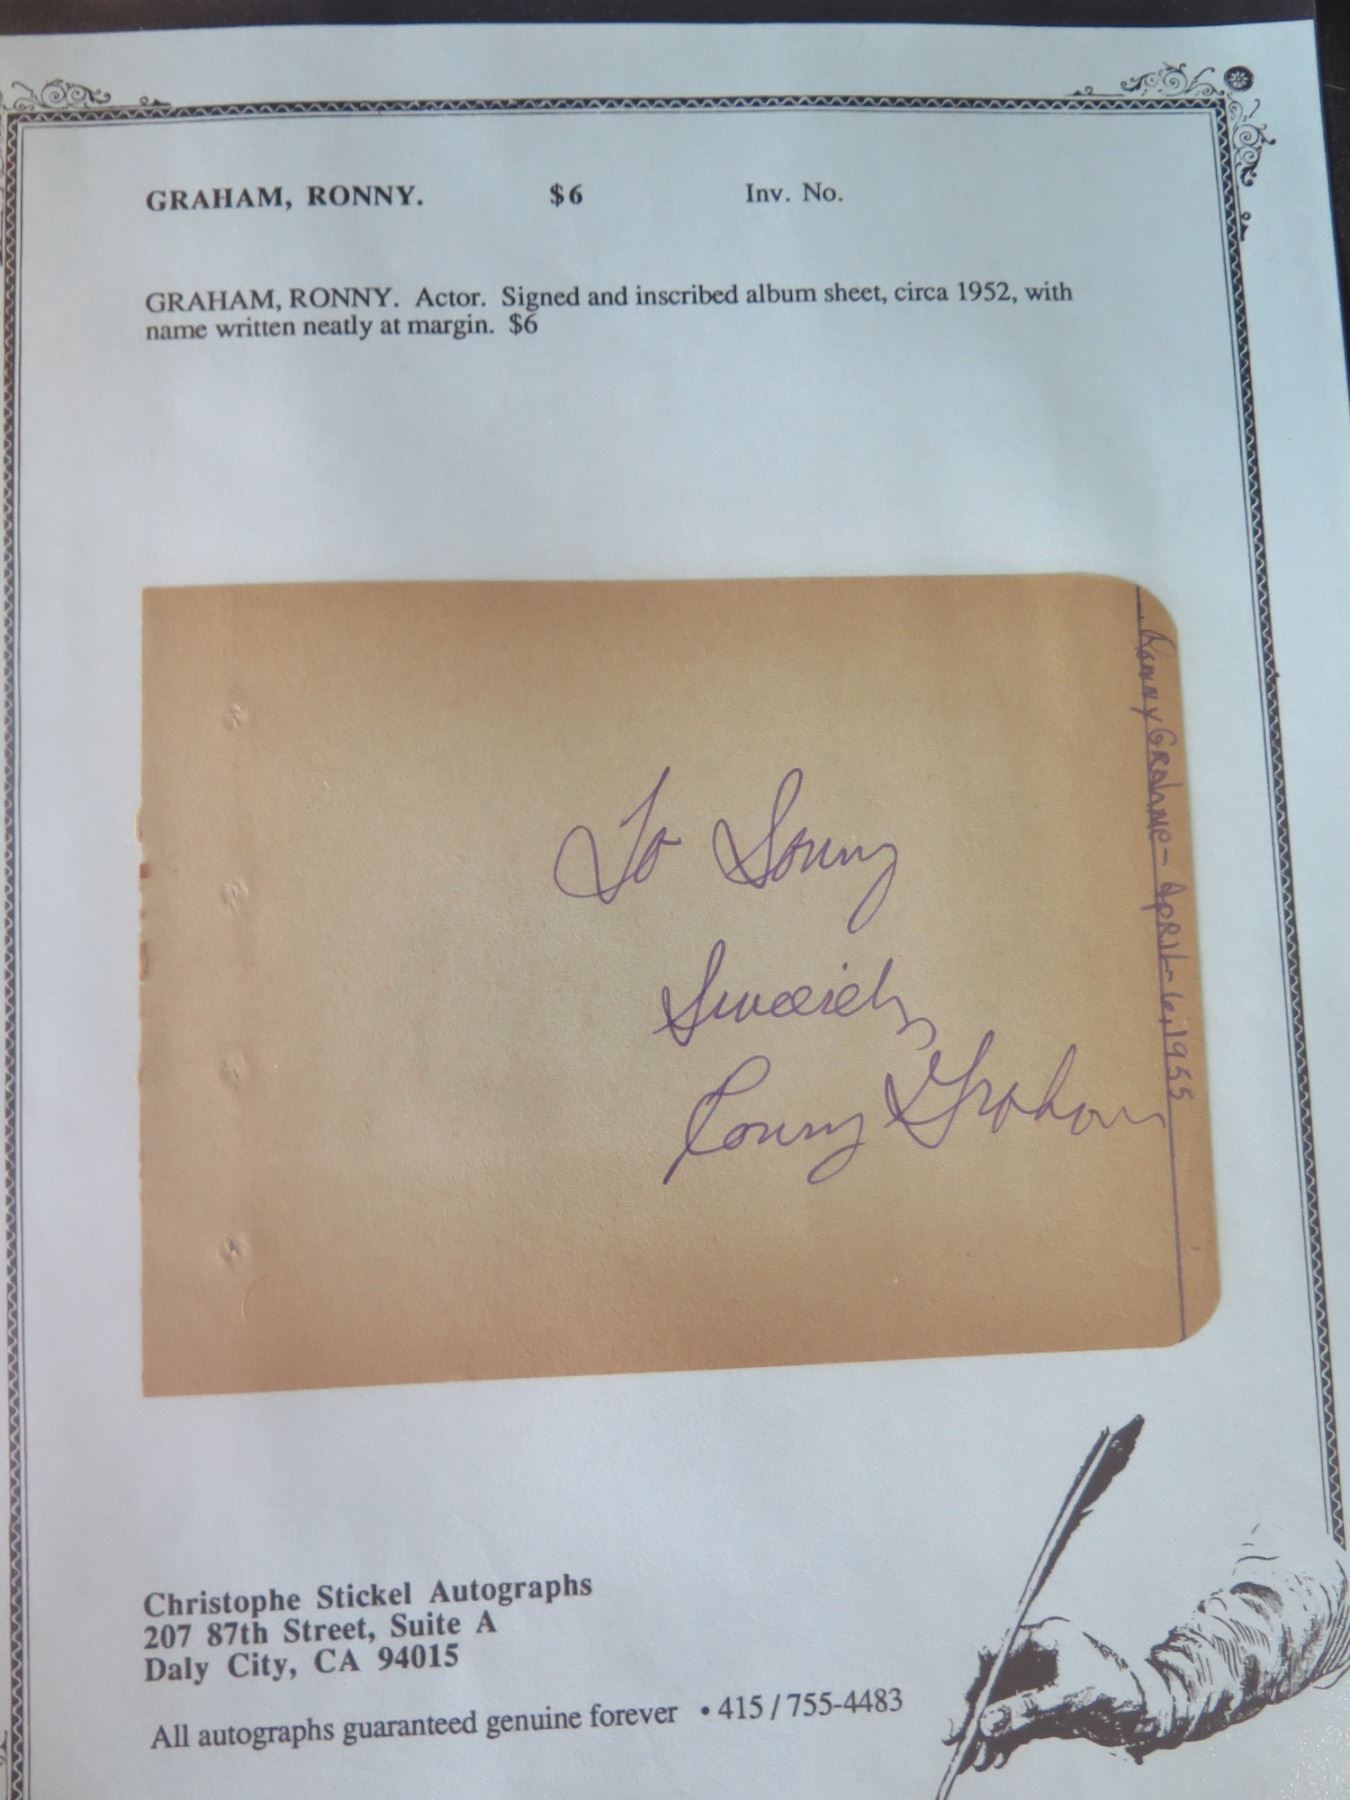 GRAHAM, RONNY. $6 Inv. No.
GRAHAM, RONNY. Actor. Signed and inscribed album sheet, circa 1952, with
name written neatly at margin. $6
To Sonny
Sincerely
Ronny Graham
Ronny Grahme - April - 6, 1955
Christophe Stickel Autographs
207 87th Street, Suite A
Daly City, CA 94015
All autographs guaranteed genuine forever • 415 / 755-4483